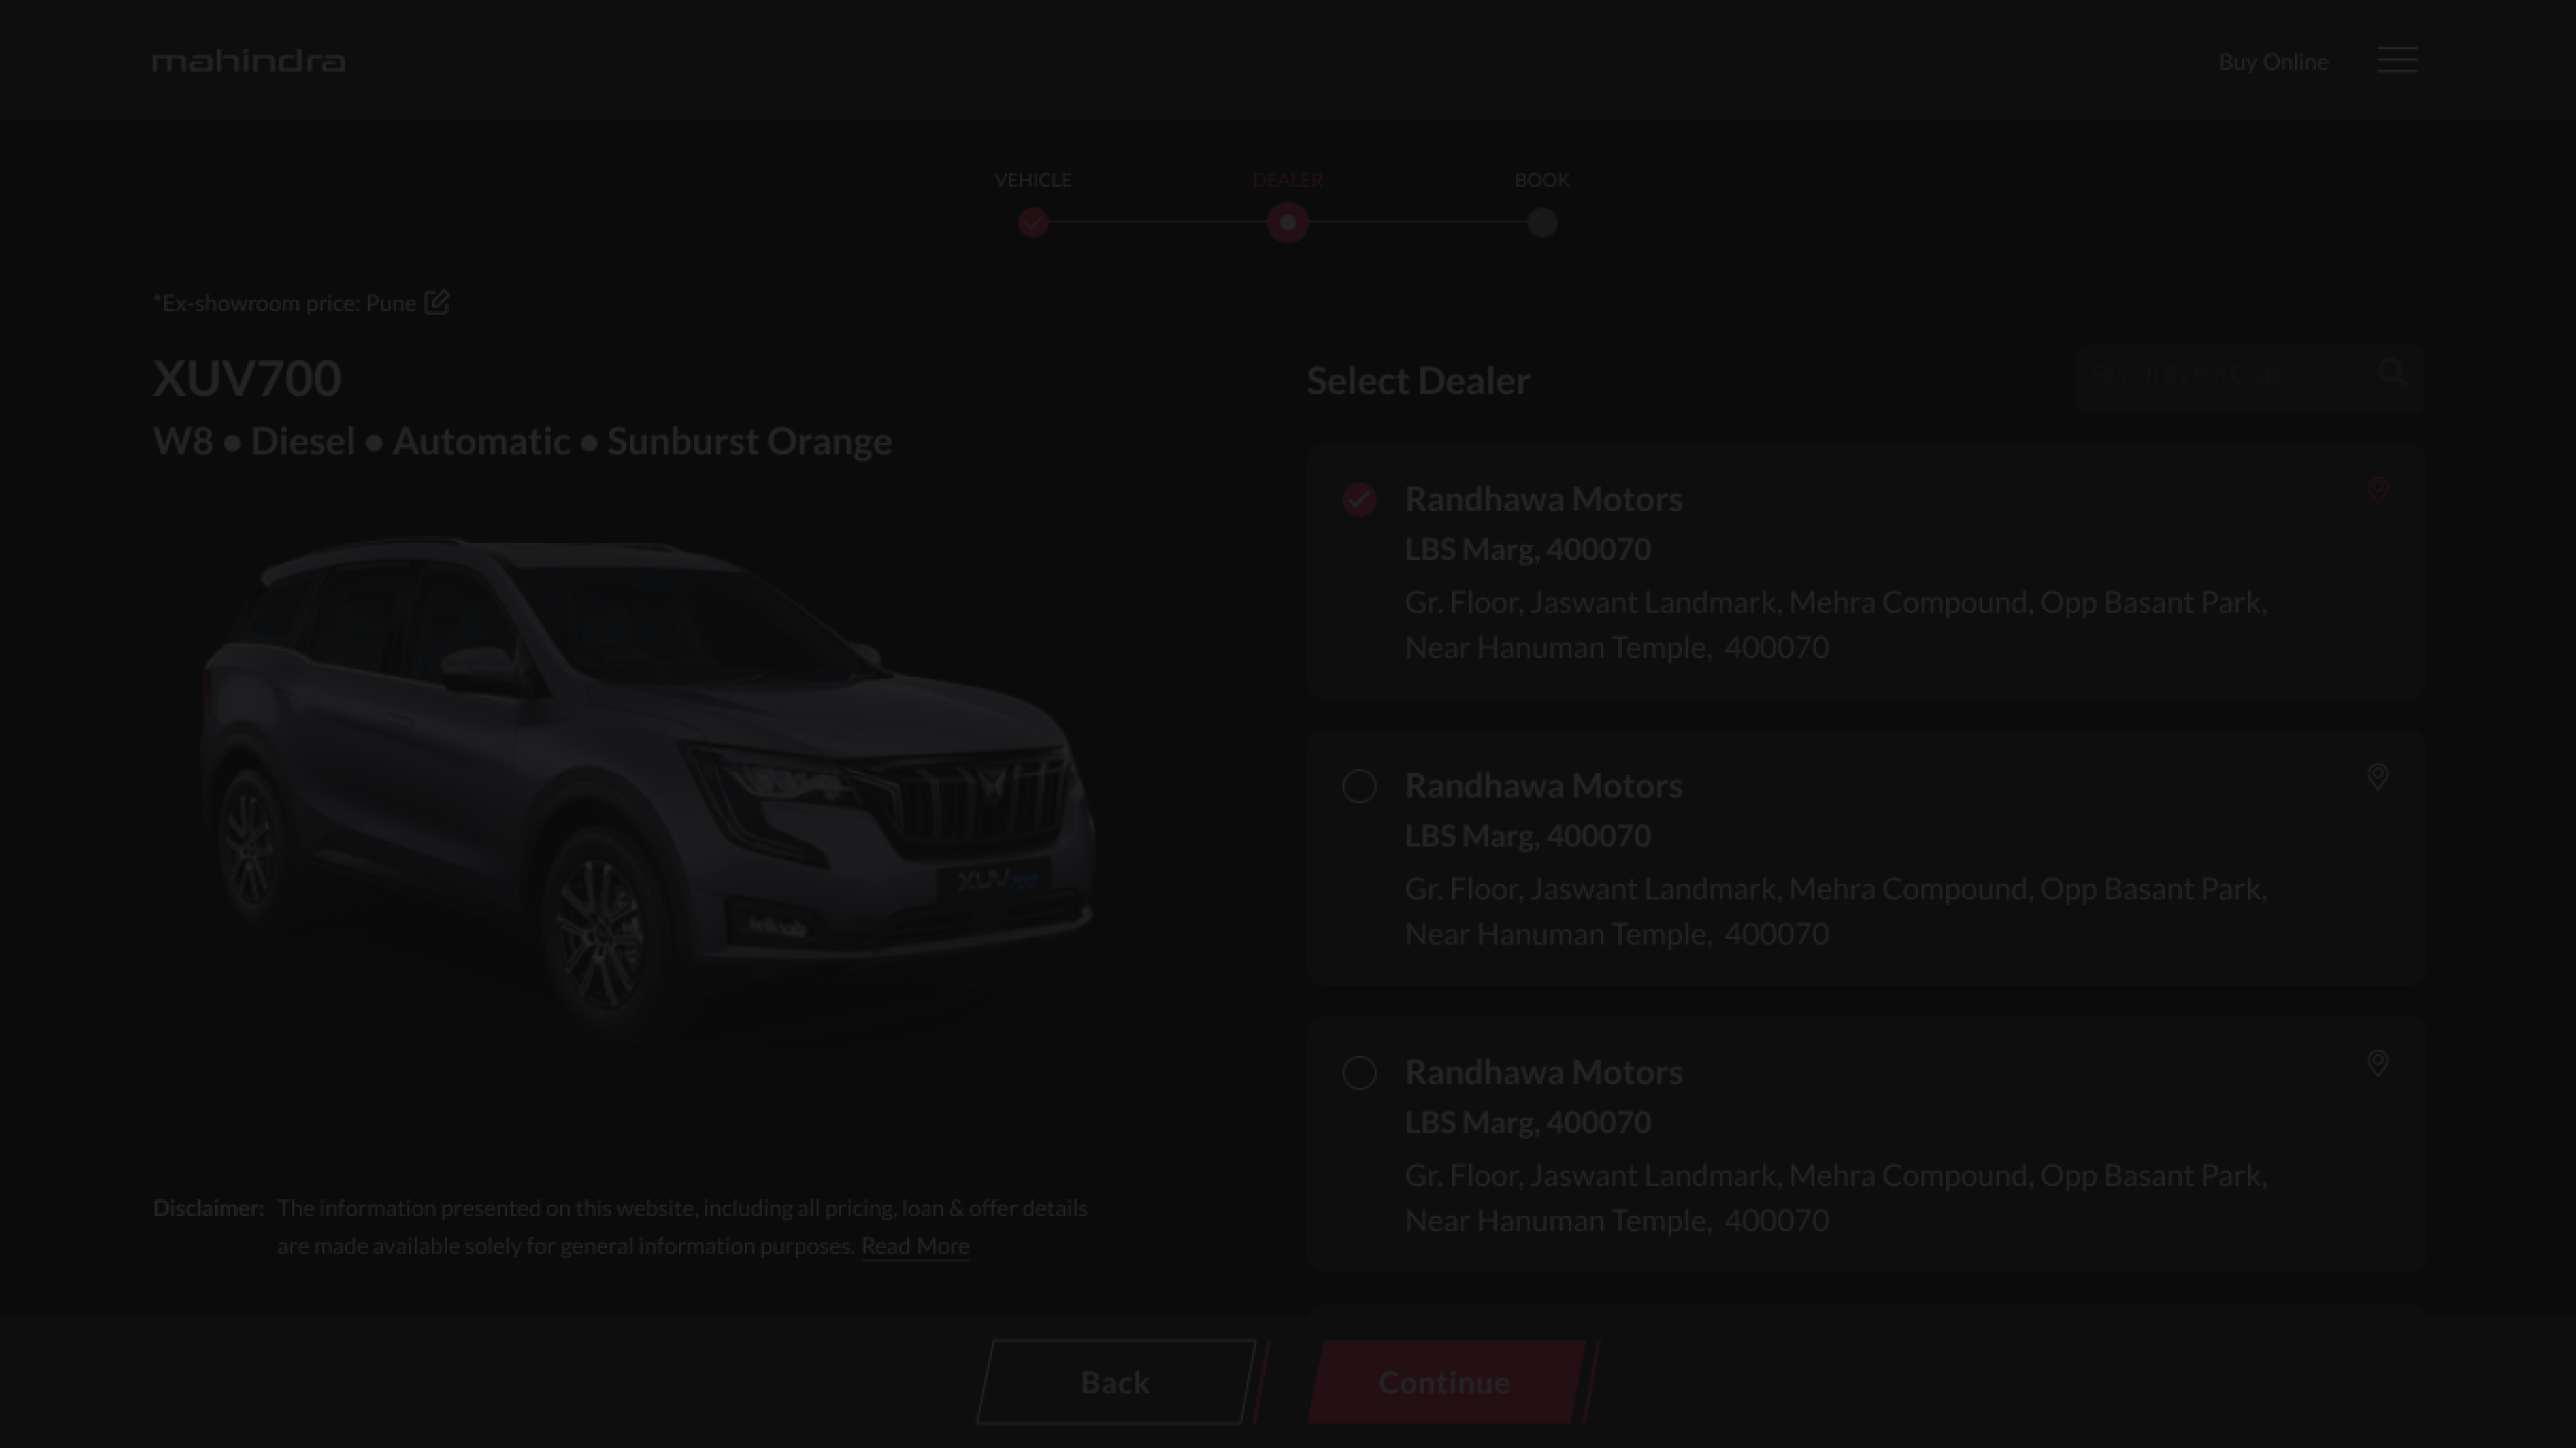 mahindra
Buy Online
VEHICLE
DEALER
BOOK
*Ex-showroom price: Pune
XUV700
W8 ● Diesel ● Automatic ● Sunburst Orange
Select Dealer
Search By Pin Code
Randhawa Motors
LBS Marg, 400070
Gr. Floor, Jaswant Landmark, Mehra Compound, Opp Basant Park,
Near Hanuman Temple, 400070
Randhawa Motors
LBS Marg, 400070
Gr. Floor, Jaswant Landmark, Mehra Compound, Opp Basant Park,
Near Hanuman Temple, 400070
Randhawa Motors
LBS Marg, 400070
Gr. Floor, Jaswant Landmark, Mehra Compound, Opp Basant Park,
Near Hanuman Temple, 400070
XUV700
Disclaimer: The information presented on this website, including all pricing, loan & offer details
are made available solely for general information purposes. Read More
Back
Continue